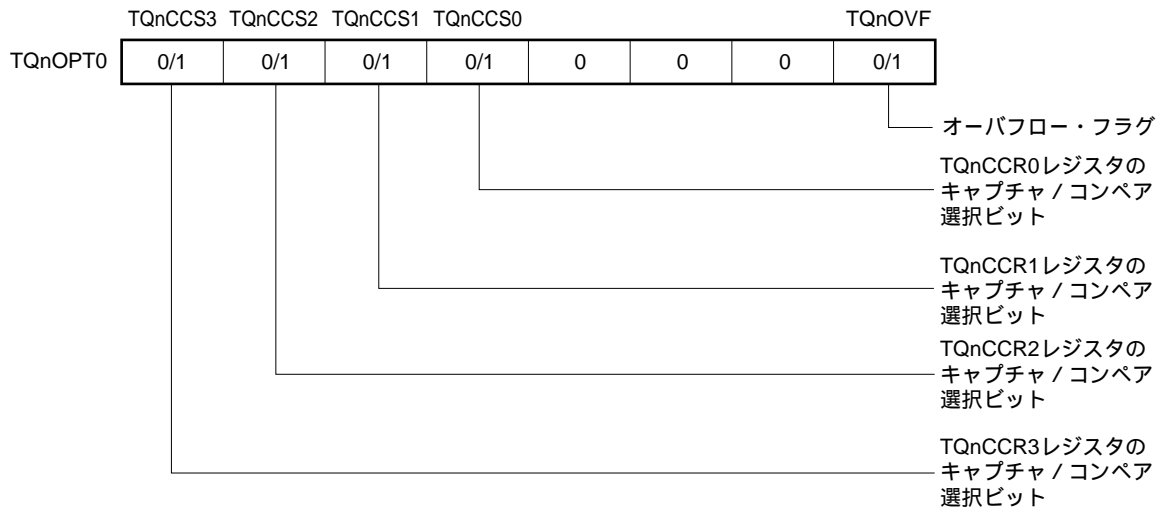 TQnCCS3 TQnCCS2 TQnCCS1 TQnCCS0 TQnOVF
TQnOPT0 0/1 0/1 0/1 0/1 0 0 0 0/1
オーバフロー・フラグ
TQnCCR0レジスタの
キャプチャ／コンペア
選択ビット
TQnCCR1レジスタの
キャプチャ／コンペア
選択ビット
TQnCCR2レジスタの
キャプチャ／コンペア
選択ビット
TQnCCR3レジスタの
キャプチャ／コンペア
選択ビット